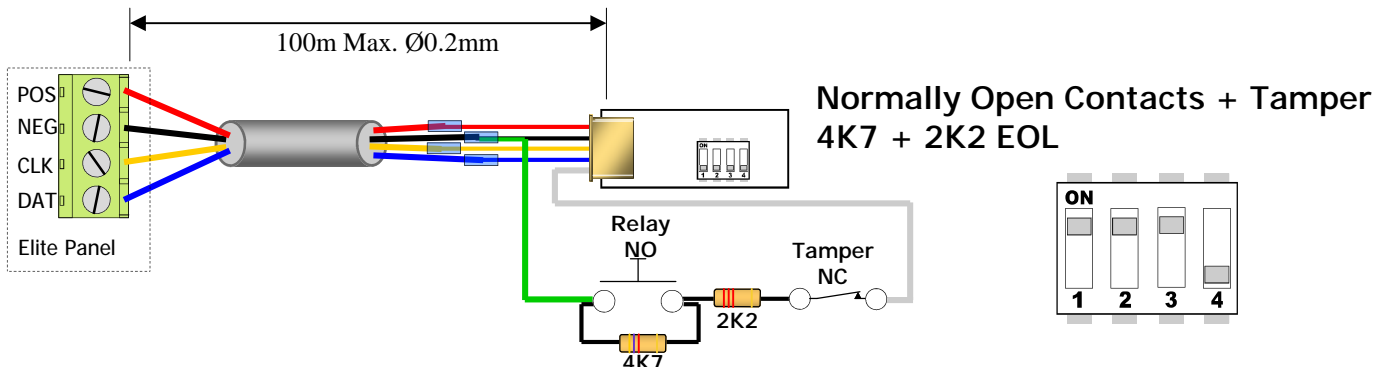 100m Max. Ø0.2mm
POS
NEG
CLK
DAT
Elite Panel
ON
1 2 3 4
Normally Open Contacts + Tamper
4K7 + 2K2 EOL
ON
1 2 3 4
Relay
NO
Tamper
NC
2K2
4K7